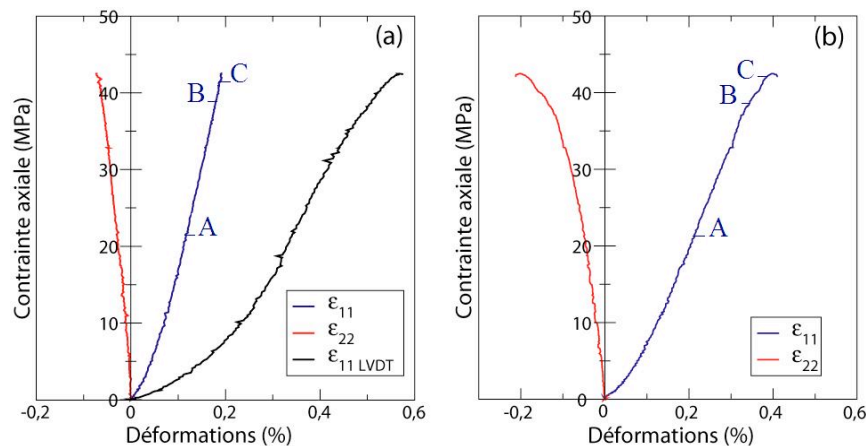 (a)
Contrainte axiale (MPa)
50
40
30
20
10
0
C
B
A
ε11
ε22
ε11 LVDT
-0,2 0 0,2 0,4 0,6
Déformations (%)
(b)
Contrainte axiale (MPa)
50
40
30
20
10
0
C
B
A
ε11
ε22
-0,2 0 0,2 0,4 0,6
Déformations (%)